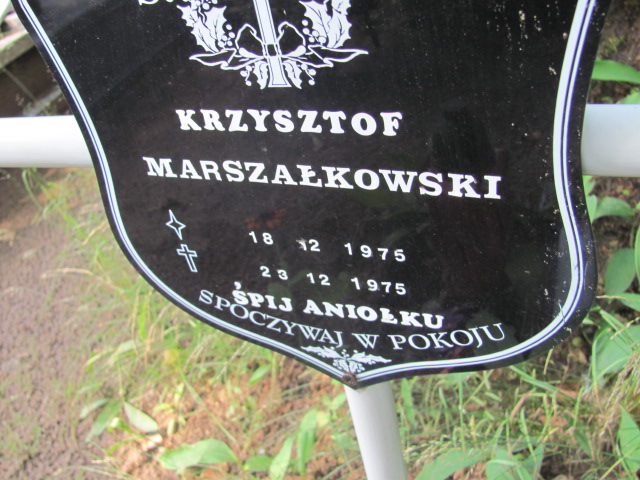 KRZYSZTOF
MARSZAŁKOWSKI
18 12 1975
23 12 1975
ŚPIJ ANIOŁKU
SPOCZYWAJ W POKOJU